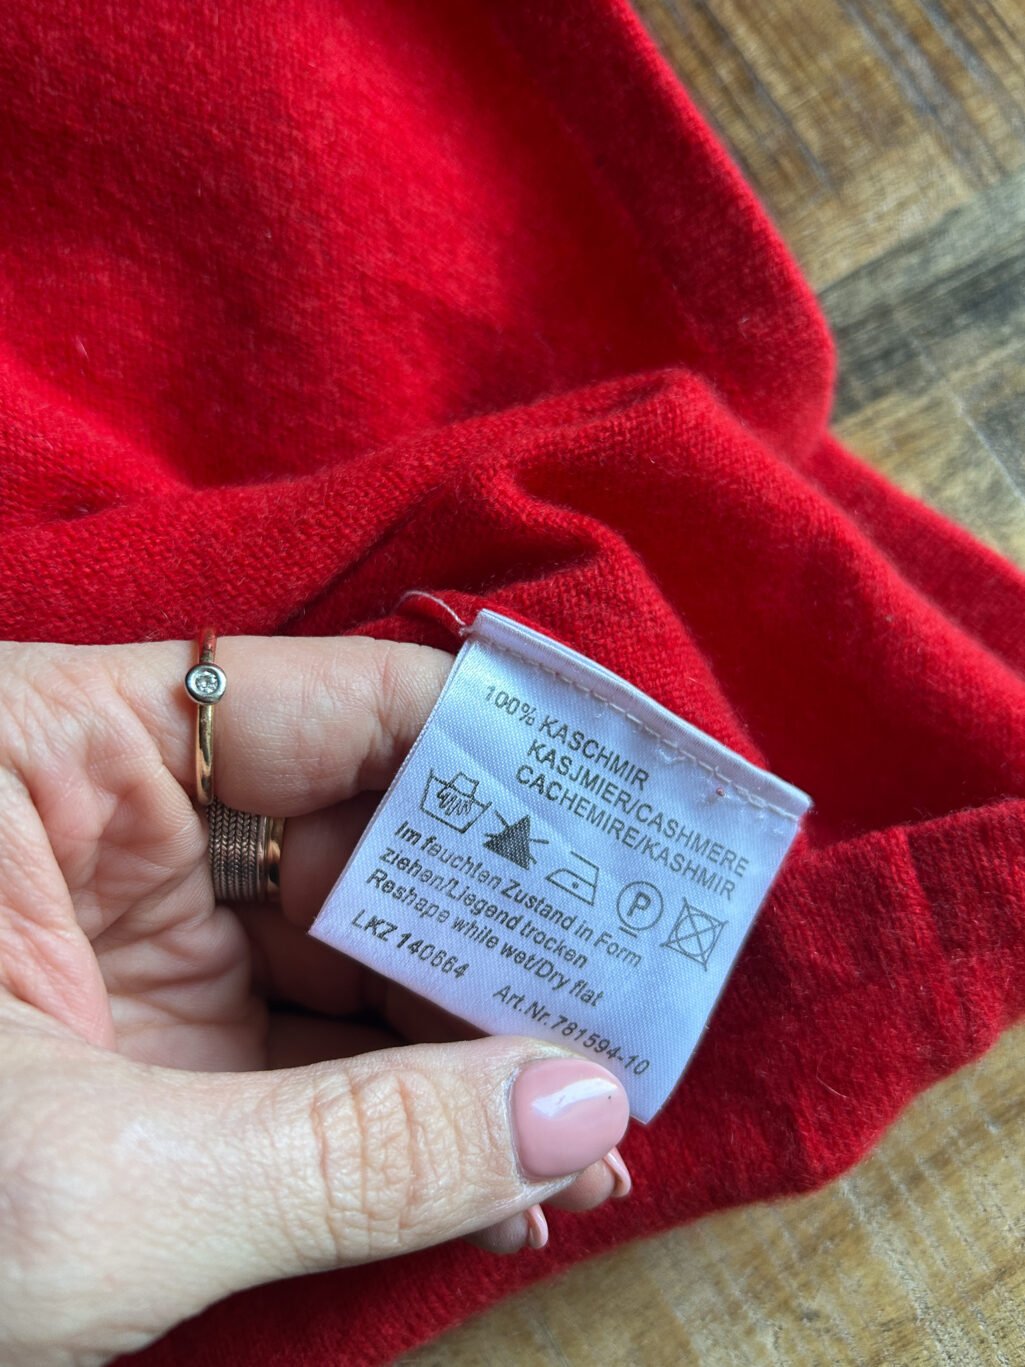 100% KASCHMIR
KASJMIER/CASHMERE
CACHEMIRE/KASHMIR
P
Im feuchten Zustand in Form
ziehen/Liegend trocken
Reshape while wet/Dry flat
LKZ 140664
Art.Nr. 781594-10